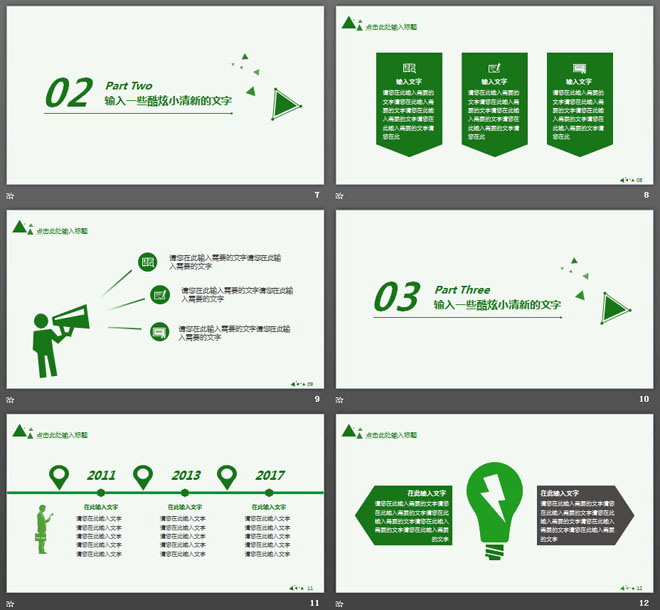 02
Part Two
输入一些酷炫小清新的文字
7
点击此处输入标题
输入文字
请您在此输入需要的
文字请您在此输入需
要的文字请您在此输
入需要的文字请您在
此输入需要的文字请
您在此
输入文字
请您在此输入需要的
文字请您在此输入需
要的文字请您在此输
入需要的文字请您在
此输入需要的文字请
您在此
输入文字
请您在此输入需要的
文字请您在此输入需
要的文字请您在此输
入需要的文字请您在
此输入需要的文字请
您在此
08
8
点击此处输入标题
请您在此输入需要的文字请您在此输
入需要的文字
请您在此输入需要的文字请您在此输
入需要的文字
请您在此输入需要的文字请您在此输
入需要的文字
09
9
03
Part Three
输入一些酷炫小清新的文字
10
点击此处输入标题
2011
2013
2017
在此输入文字
请您在此输入文字
请您在此输入文字
请您在此输入文字
请您在此输入文字
请您在此输入文字
在此输入文字
请您在此输入文字
请您在此输入文字
请您在此输入文字
请您在此输入文字
请您在此输入文字
在此输入文字
请您在此输入文字
请您在此输入文字
请您在此输入文字
请您在此输入文字
请您在此输入文字
11
11
点击此处输入标题
在此输入文字
请您在此输入需要的文字请您
在此输入需要的文字请您在此
输入需要的文字请您在此输入
需要的文字请您在此输入需要
的文字
在此输入文字
请您在此输入需要的文字请您
在此输入需要的文字请您在此
输入需要的文字请您在此输入
需要的文字请您在此输入需要
的文字
12
12